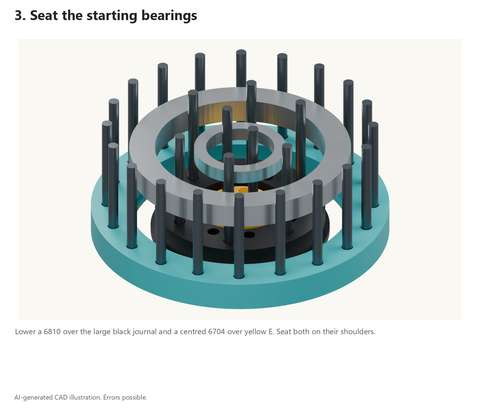 3. Seat the starting bearings
Lower a 6810 over the large black journal and a centred 6704 over yellow E. Seat both on their shoulders.
AI-generated CAD illustration. Errors possible.